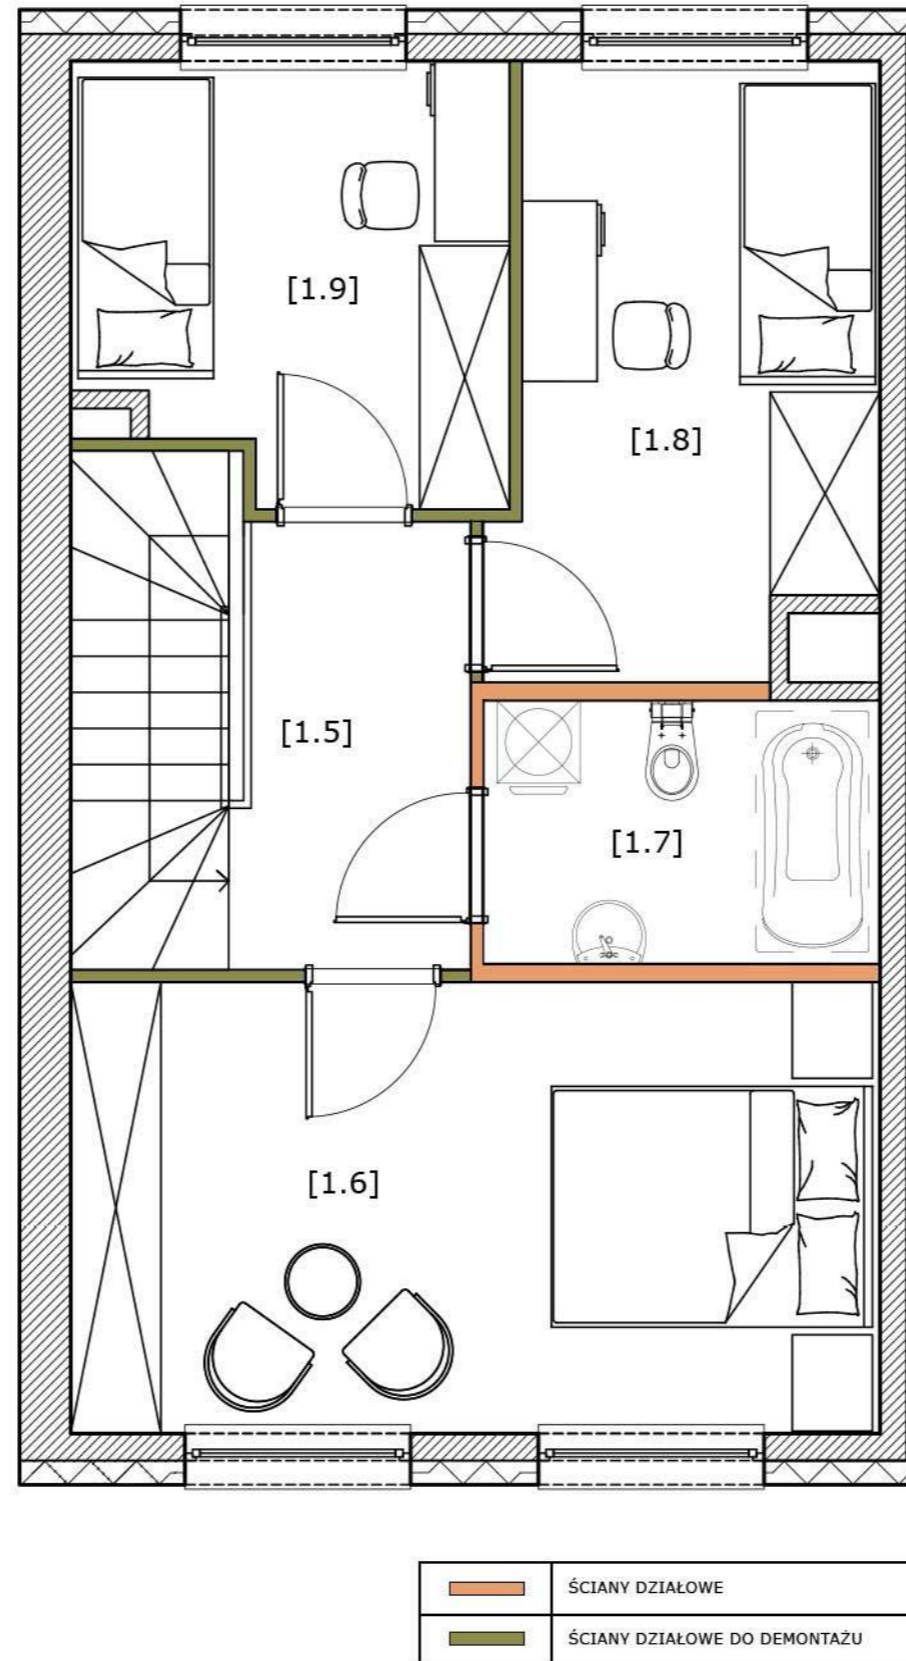 [1.9]
[1.8]
[1.5]
[1.7]
[1.6]
ŚCIANY DZIAŁOWE
ŚCIANY DZIAŁOWE DO DEMONTAŻU